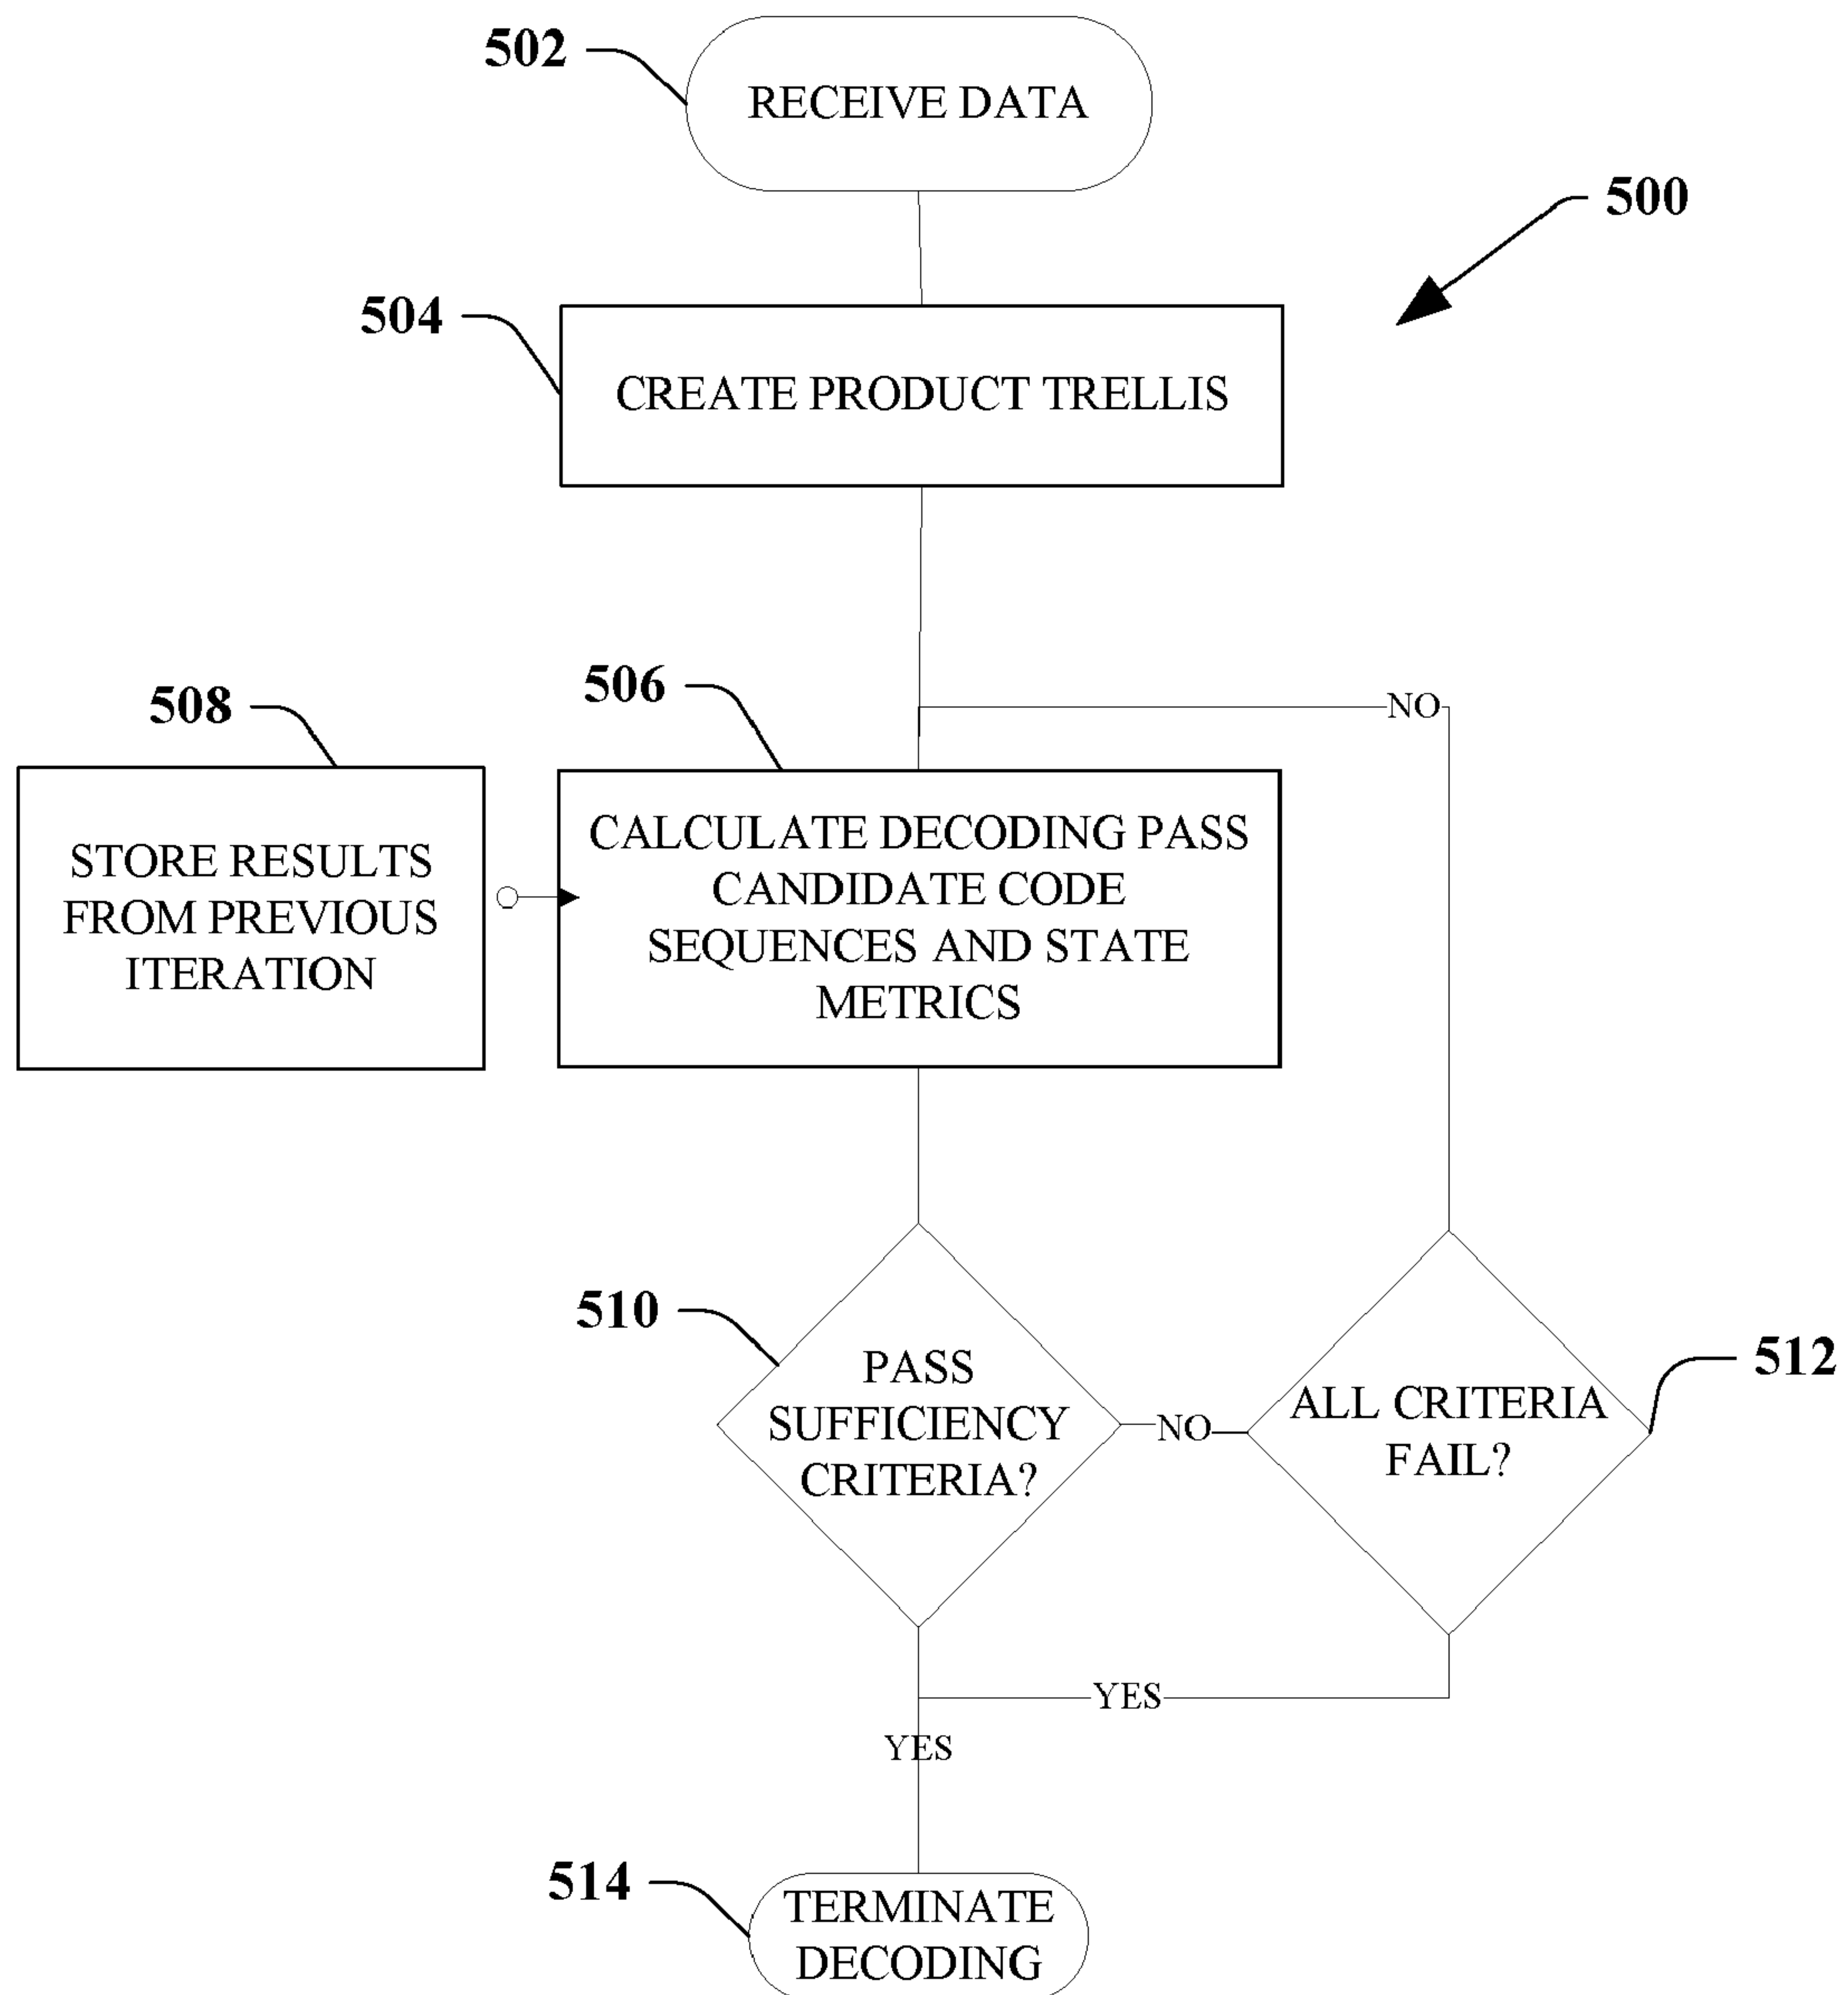 502
RECEIVE DATA
500
504
CREATE PRODUCT TRELLIS
508
506
NO
STORE RESULTS
FROM PREVIOUS
ITERATION
CALCULATE DECODING PASS
CANDIDATE CODE
SEQUENCES AND STATE
METRICS
510
PASS
SUFFICIENCY
CRITERIA?
NO
512
ALL CRITERIA
FAIL?
YES
YES
514
TERMINATE
DECODING